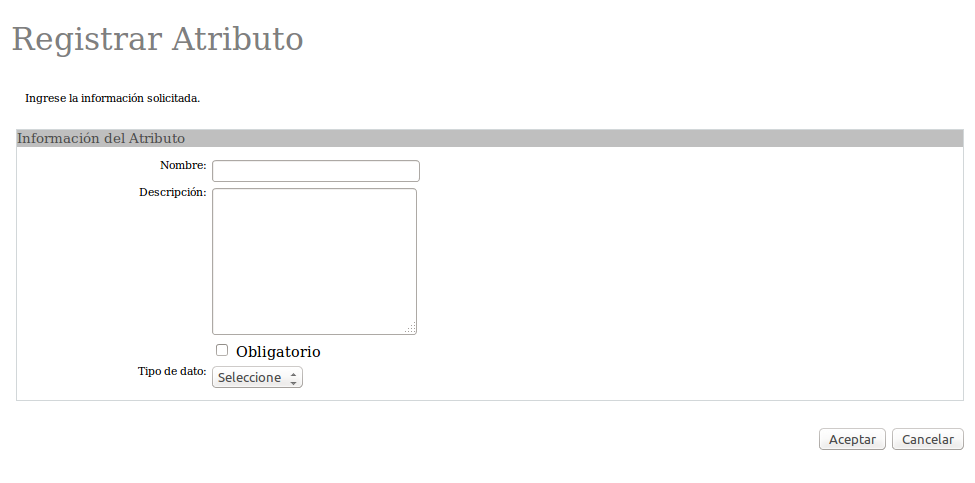 Registrar Atributo
Ingrese la información solicitada.
Información del Atributo
Nombre:
Descripción:
Obligatorio
Tipo de dato: Seleccione
Aceptar Cancelar